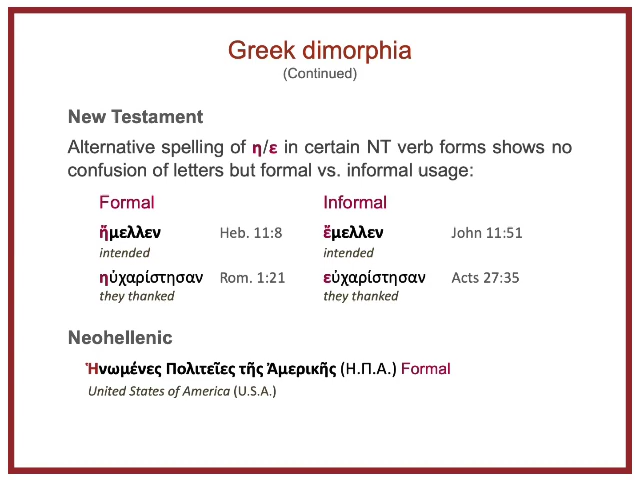 Greek dimorphia
(Continued)
New Testament
Alternative spelling of η/ε in certain NT verb forms shows no
confusion of letters but formal vs. informal usage:
Formal Informal
ἤμελλεν Heb. 11:8 ἔμελλεν John 11:51
intended intended
ηὐχαρίστησαν Rom. 1:21 εὐχαρίστησαν Acts 27:35
they thanked they thanked
Neohellenic
Ἡνωμένες Πολιτεῖες τῆς Ἀμερικῆς (Η.Π.Α.) Formal
United States of America (U.S.A.)